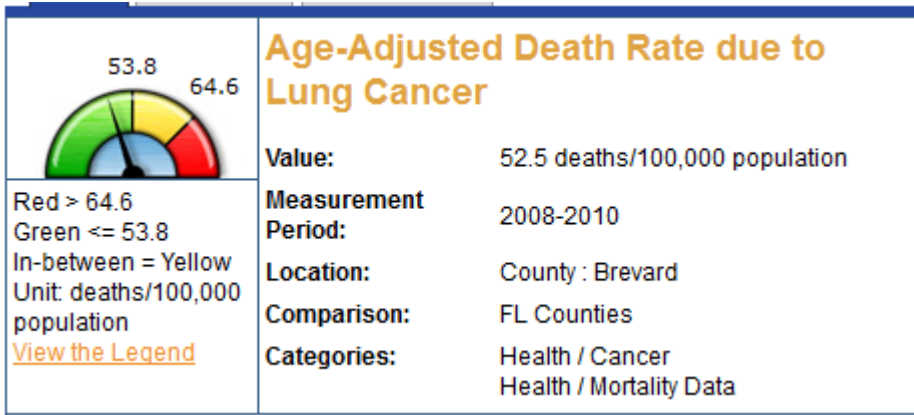 53.8
64.6
Red > 64.6
Green <= 53.8
In-between = Yellow
Unit: deaths/100,000
population
View the Legend
Age-Adjusted Death Rate due to
Lung Cancer
Value: 52.5 deaths/100,000 population
Measurement
Period: 2008-2010
Location: County : Brevard
Comparison: FL Counties
Categories: Health / Cancer
Health / Mortality Data